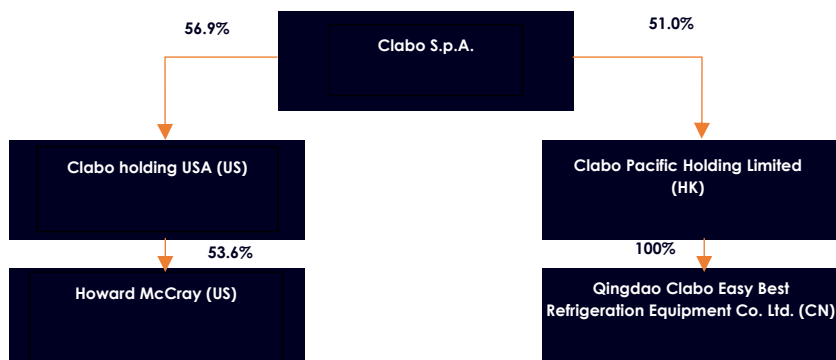 56.9%
Clabo S.p.A.
51.0%
Clabo holding USA (US)
Clabo Pacific Holding Limited
(HK)
53.6%
100%
Howard McCray (US)
Qingdao Clabo Easy Best
Refrigeration Equipment Co. Ltd. (CN)